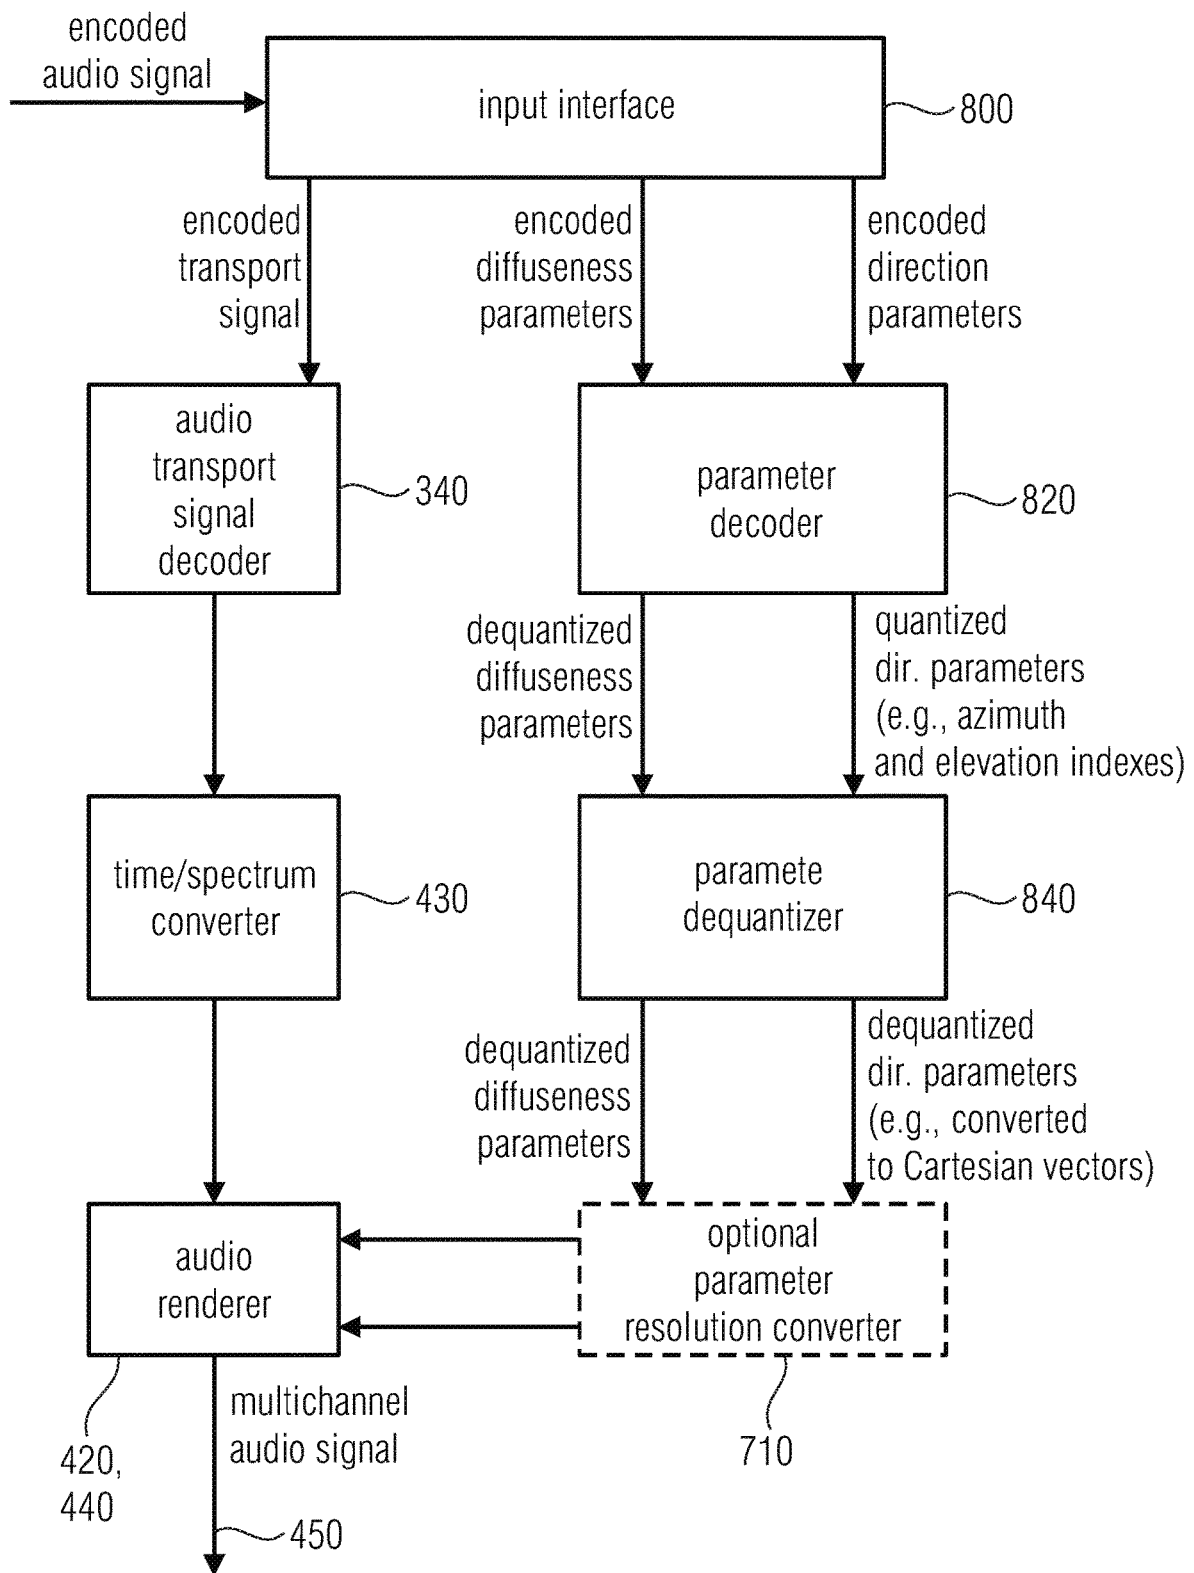 encoded
audio signal
input interface
800
encoded
transport
signal
encoded
diffuseness
parameters
encoded
direction
parameters
audio
transport
signal
decoder
340
parameter
decoder
820
dequantized
diffuseness
parameters
quantized
dir. parameters
(e.g., azimuth
and elevation indexes)
time/spectrum
converter
430
paramete
dequantizer
840
dequantized
diffuseness
parameters
dequantized
dir. parameters
(e.g., converted
to Cartesian vectors)
audio
renderer
optional
parameter
resolution converter
420,
440
multichannel
audio signal
710
450